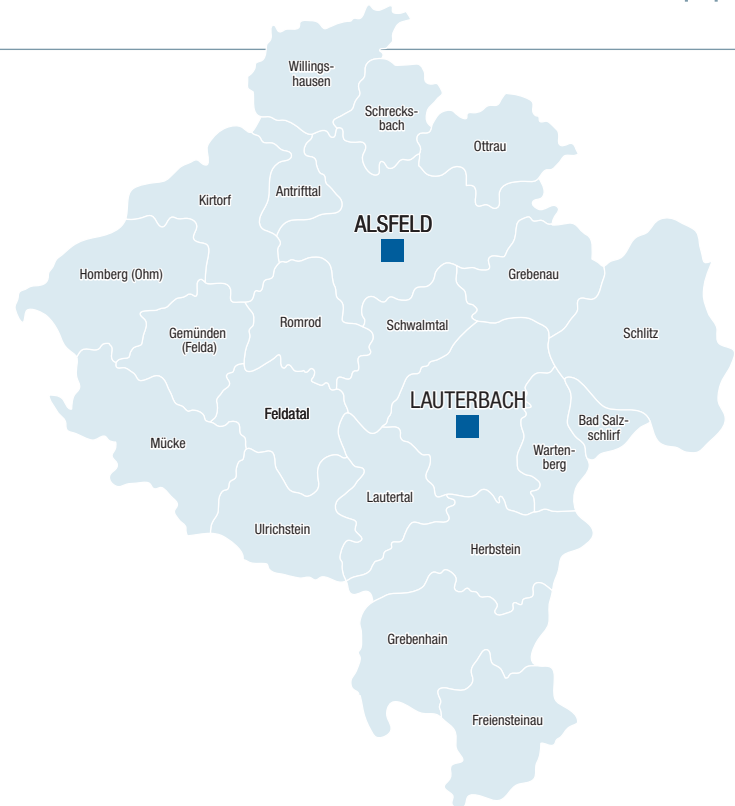 Willings-
hausen
Schrecks-
bach
Ottrau
Antrifttal
Kirtorf
ALSFELD
Homberg (Ohm)
Grebenau
Romrod
Schwalmtal
Gemünden
(Felda)
Schlitz
LAUTERBACH
Feldatal
Bad Salz-
schlirf
Mücke
Warten-
berg
Lautertal
Ulrichstein
Herbstein
Grebenhain
Freiensteinau